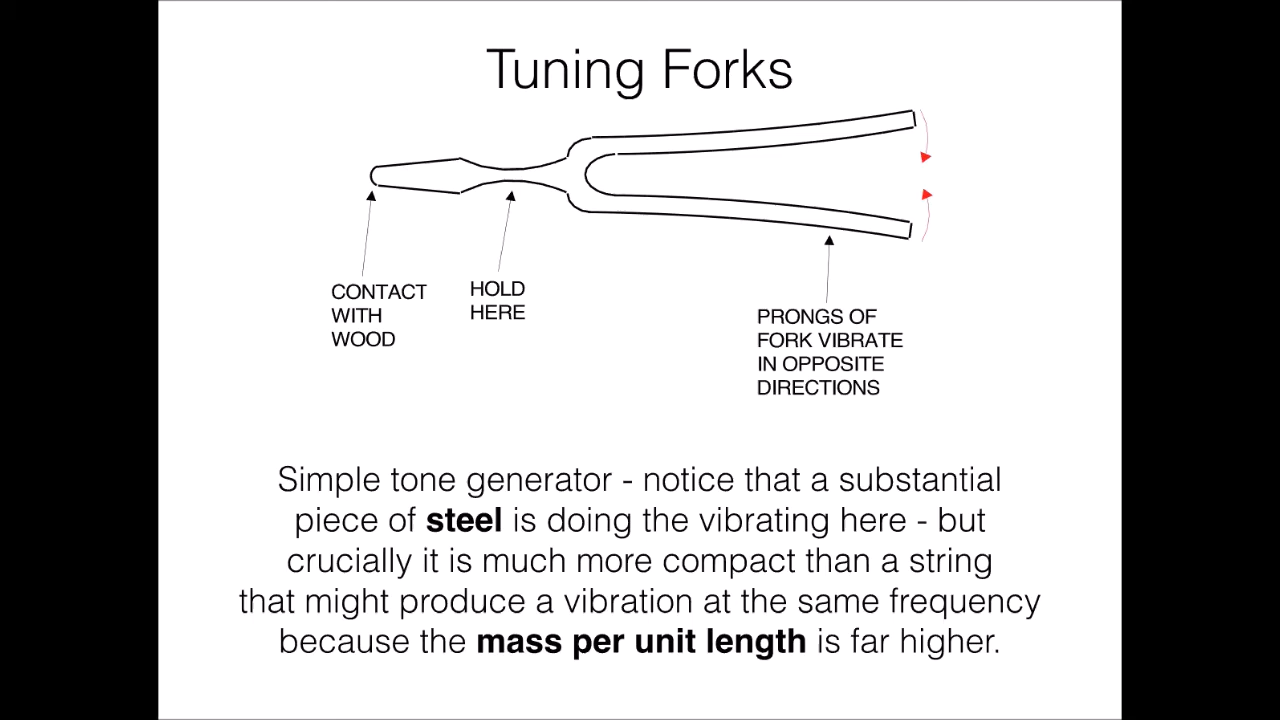 Tuning Forks
CONTACT
WITH
WOOD
HOLD
HERE
PRONGS OF
FORK VIBRATE
IN OPPOSITE
DIRECTIONS
Simple tone generator - notice that a substantial
piece of steel is doing the vibrating here - but
crucially it is much more compact than a string
that might produce a vibration at the same frequency
because the mass per unit length is far higher.